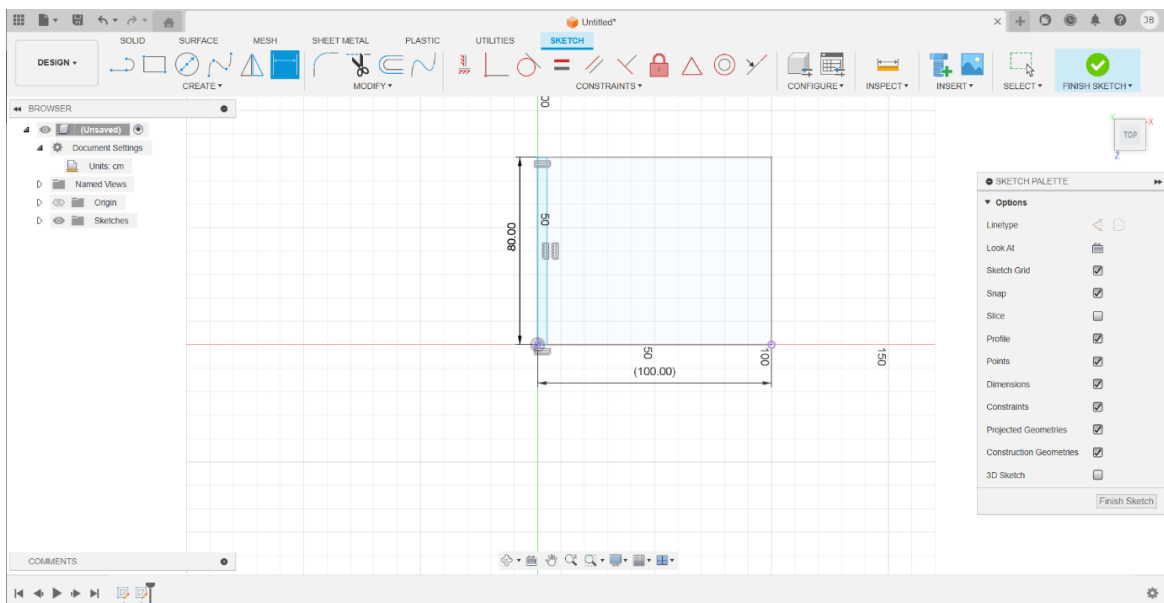 Untitled*
JB
SOLID SURFACE MESH SHEET METAL PLASTIC UTILITIES SKETCH
DESIGN
CREATE MODIFY CONSTRAINTS CONFIGURE INSPECT INSERT SELECT FINISH SKETCH
BROWSER
(Unsaved)
Document Settings
Units: cm
Named Views
Origin
Sketches
00
50
80.00
50
100
150
(100.00)
TOP
X
Y
Z
SKETCH PALETTE
Options
Linetype
Look At
Sketch Grid
Snap
Slice
Profile
Points
Dimensions
Constraints
Projected Geometries
Construction Geometries
3D Sketch
Finish Sketch
COMMENTS